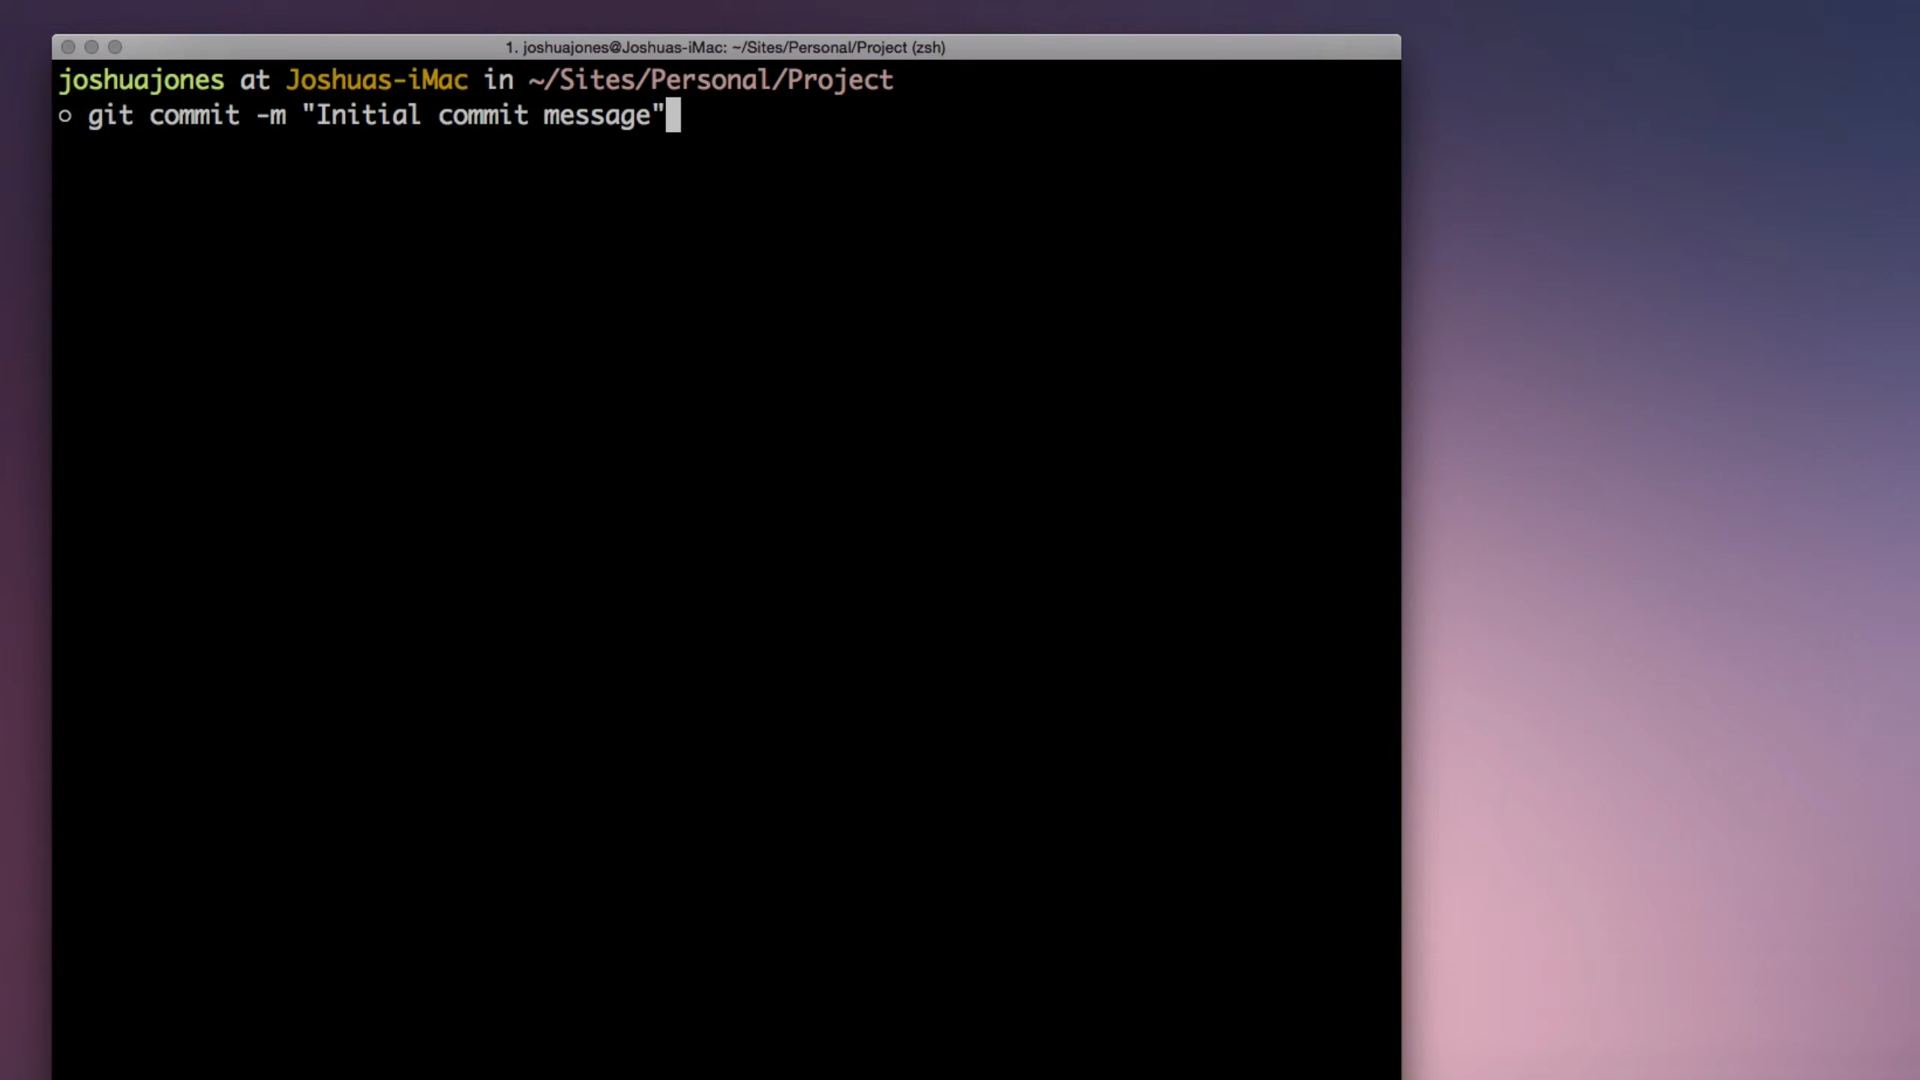 1. joshuajones@Joshuas-iMac: ~/Sites/Personal/Project (zsh)
joshuajones at Joshuas-iMac in ~/Sites/Personal/Project
○ git commit -m "Initial commit message"